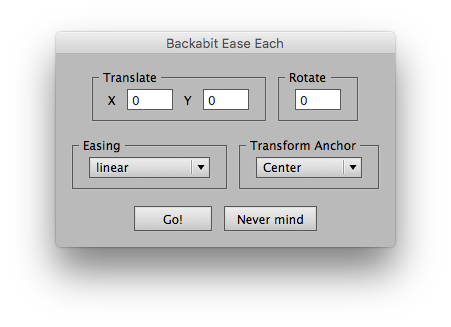 Backabit Ease Each
Translate
X 0 Y 0
Rotate
0
Easing
linear
Transform Anchor
Center
Go! Never mind